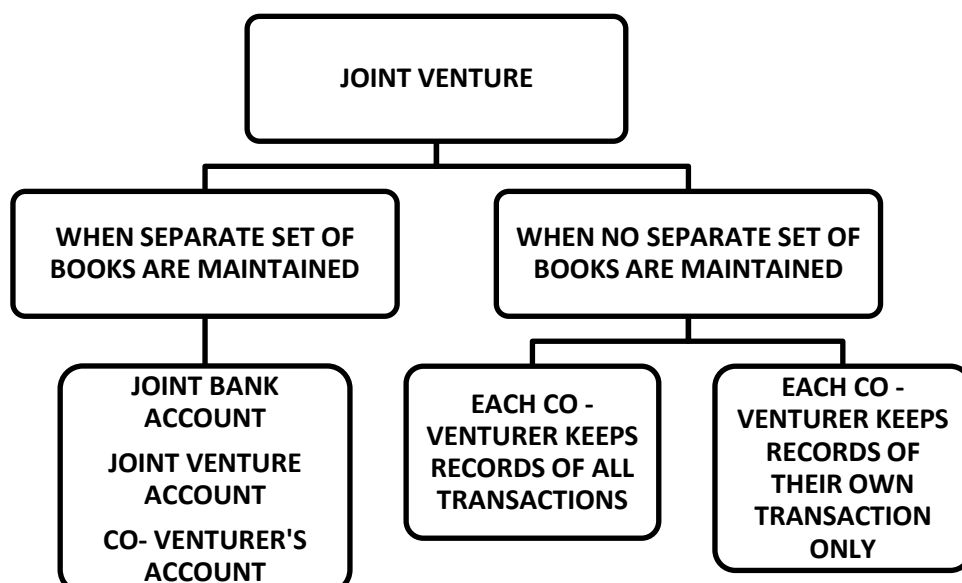 JOINT VENTURE
WHEN SEPARATE SET OF
BOOKS ARE MAINTAINED
WHEN NO SEPARATE SET OF
BOOKS ARE MAINTAINED
JOINT BANK
ACCOUNT
JOINT VENTURE
ACCOUNT
CO- VENTURER'S
ACCOUNT
EACH CO -
VENTURER KEEPS
RECORDS OF ALL
TRANSACTIONS
EACH CO -
VENTURER KEEPS
RECORDS OF
THEIR OWN
TRANSACTION
ONLY